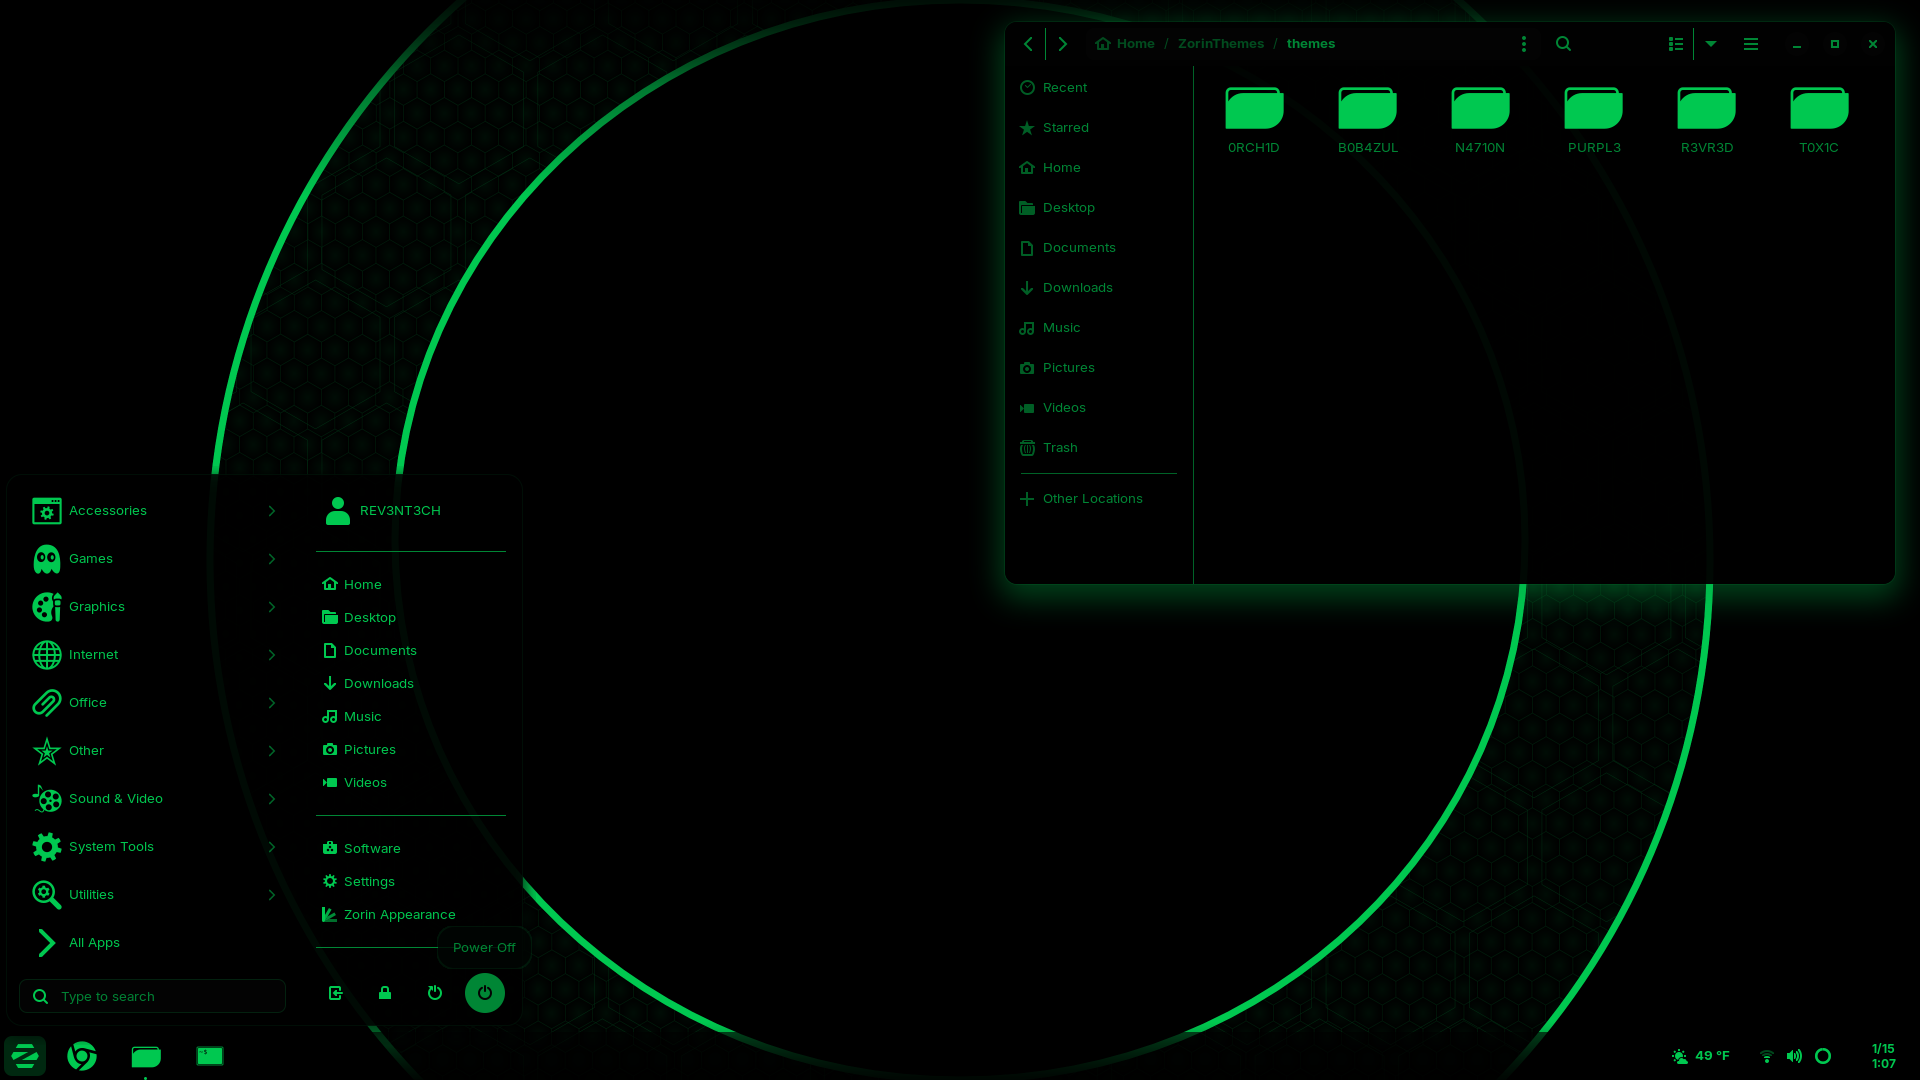 Home / ZorinThemes / themes
Recent
Starred
Home
Desktop
Documents
Downloads
Music
Pictures
Videos
Trash
Other Locations
0RCH1D
B0B4ZUL
N4710N
PURPL3
R3VR3D
T0X1C
Accessories
Games
Graphics
Internet
Office
Other
Sound & Video
System Tools
Utilities
All Apps
Type to search
REV3NT3CH
Home
Desktop
Documents
Downloads
Music
Pictures
Videos
Software
Settings
Zorin Appearance
Power Off
~$
49 °F
1/15
1:07